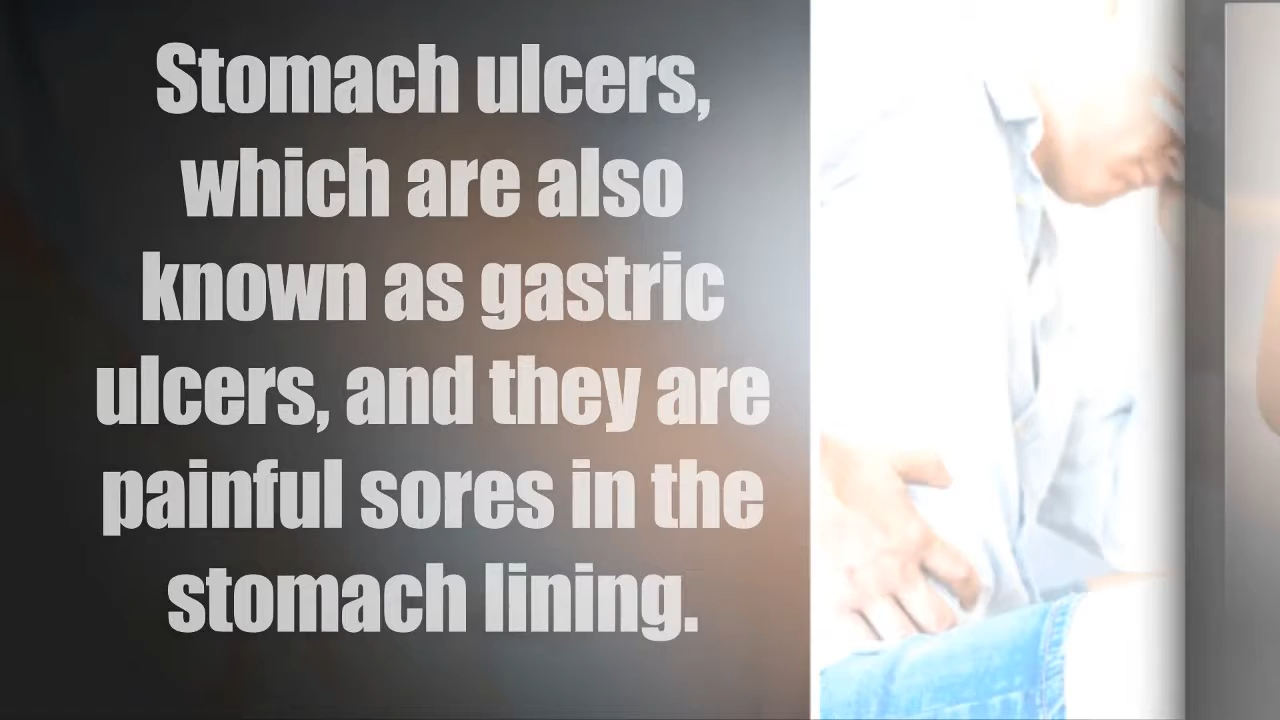 Stomach ulcers,
which are also
known as gastric
ulcers, and they are
painful sores in the
stomach lining.